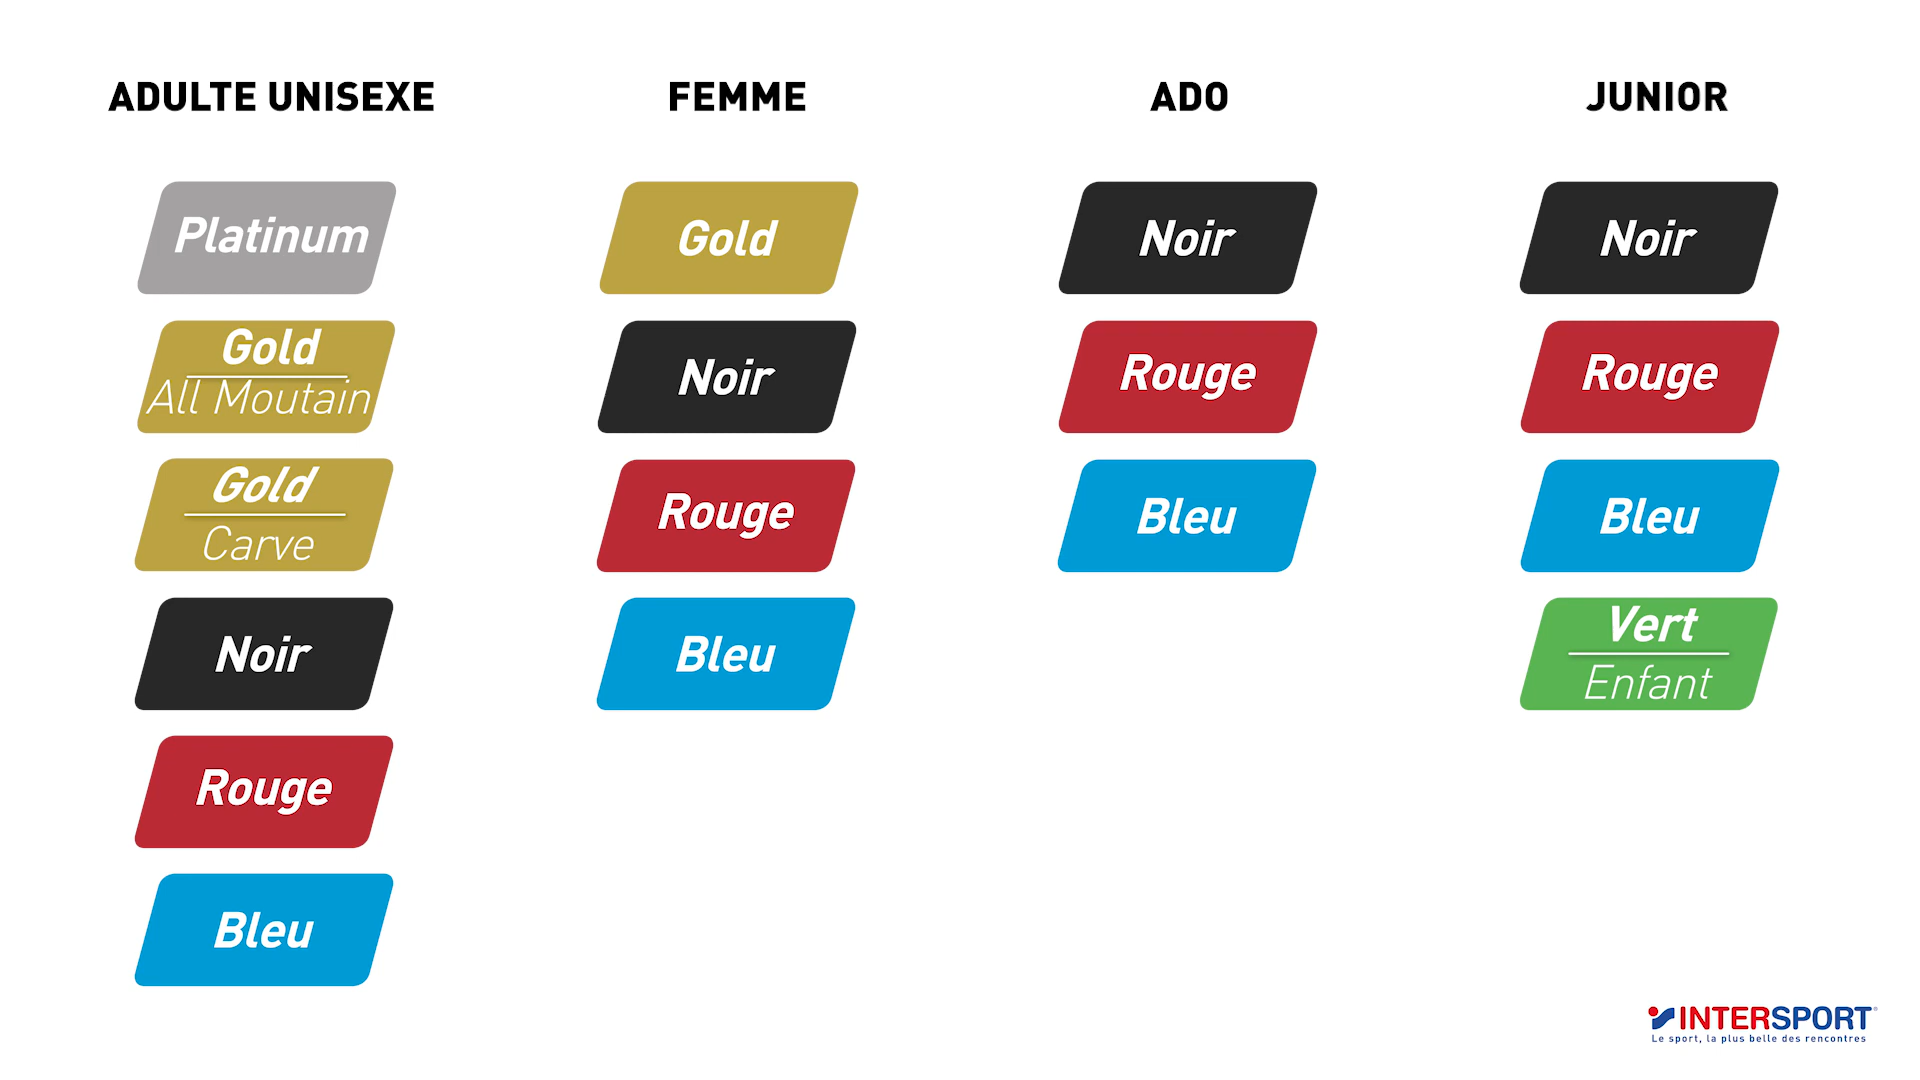 ADULTE UNISEXE
Platinum
Gold
All Moutain
Gold
Carve
Noir
Rouge
Bleu
FEMME
Gold
Noir
Rouge
Bleu
ADO
Noir
Rouge
Bleu
JUNIOR
Noir
Rouge
Bleu
Vert
Enfant
INTERSPORT®
Le sport, la plus belle des rencontres